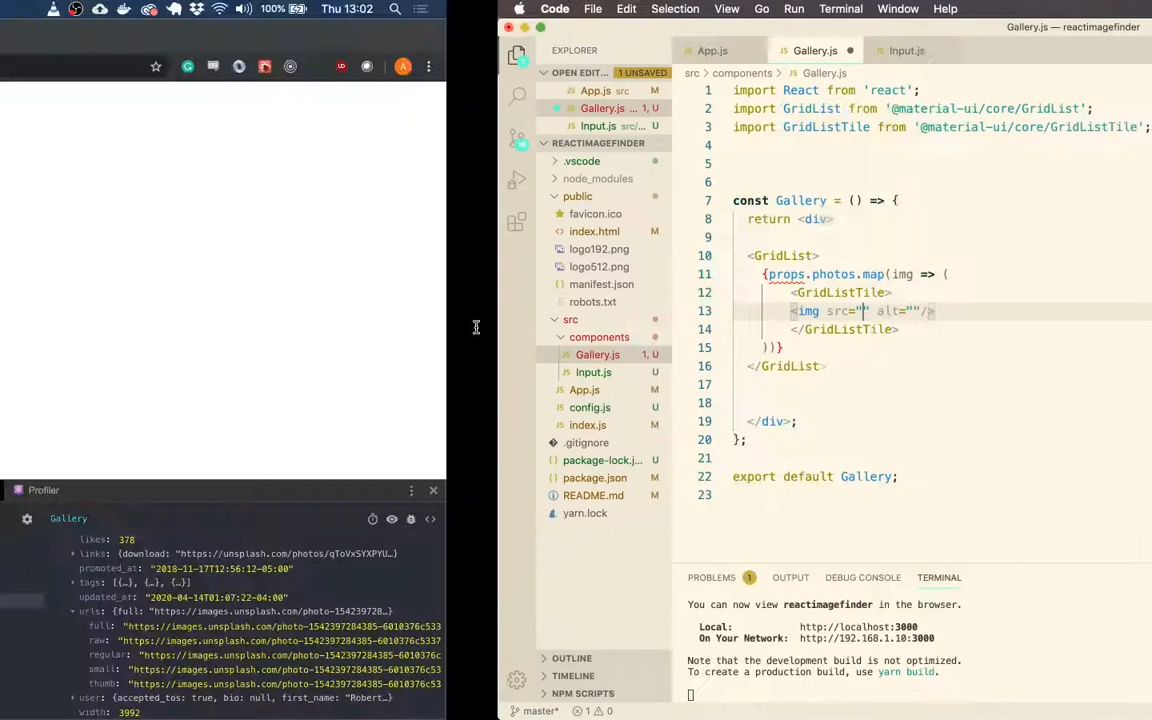 100%
Thu 13:02
Code File Edit Selection View Go Run Terminal Window Help
Gallery.js — reactimagefinder
A
Profiler
Gallery
likes: 378
links: {download: "https://unsplash.com/photos/qToVxSYXPYU…}
promoted_at: "2018-11-17T12:56:12-05:00"
tags: [{…}, {…}, {…}]
updated_at: "2020-04-14T01:07:22-04:00"
urls: {full: "https://images.unsplash.com/photo-154239728…}
full: "https://images.unsplash.com/photo-1542397284385-6010376c533
raw: "https://images.unsplash.com/photo-1542397284385-6010376c5337
regular: "https://images.unsplash.com/photo-1542397284385-6010376c5
small: "https://images.unsplash.com/photo-1542397284385-6010376c53
thumb: "https://images.unsplash.com/photo-1542397284385-6010376c53
user: {accepted_tos: true, bio: null, first_name: "Robert…}
width: 3992
EXPLORER
OPEN EDIT... 1 UNSAVED
App.js src M
Gallery.js ... 1, U
Input.js src/... U
REACTIMAGEFINDER
.vscode
node_modules
public
favicon.ico
index.html M
logo192.png
logo512.png
manifest.json
robots.txt
src
components
Gallery.js 1, U
Input.js U
App.js M
config.js U
index.js M
.gitignore
package-lock.j... U
package.json M
README.md M
yarn.lock
OUTLINE
TIMELINE
NPM SCRIPTS
master* 1 0
App.js Gallery.js Input.js
src > components > Gallery.js
1 import React from 'react';
2 import GridList from '@material-ui/core/GridList';
3 import GridListTile from '@material-ui/core/GridListTile';
4
5
6
7 const Gallery = () => {
8 return <div>
9
10 <GridList>
11 {props.photos.map(img => (
12 <GridListTile>
13 <img src="" alt=""/>
14 </GridListTile>
15 ))}
16 </GridList>
17
18
19 </div>;
20 };
21
22 export default Gallery;
23
PROBLEMS 1 OUTPUT DEBUG CONSOLE TERMINAL
You can now view reactimagefinder in the browser.
Local: http://localhost:3000
On Your Network: http://192.168.1.10:3000
Note that the development build is not optimized.
To create a production build, use yarn build.